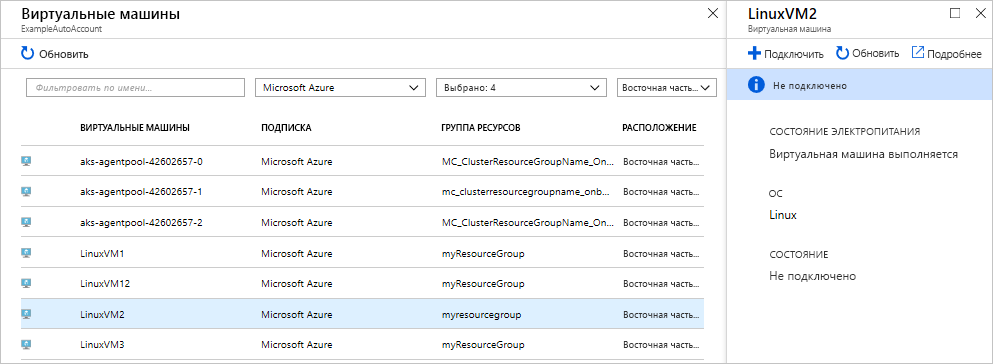 Виртуальные машины
ExampleAutoAccount
Обновить
Фильтровать по имени...
Microsoft Azure
Выбрано: 4
Восточная часть...
ВИРТУАЛЬНЫЕ МАШИНЫ ПОДПИСКА ГРУППА РЕСУРСОВ РАСПОЛОЖЕНИЕ
aks-agentpool-42602657-0 Microsoft Azure MC_ClusterResourceGroupName_On... Восточная часть...
aks-agentpool-42602657-1 Microsoft Azure mc_clusterresourcegroupname_onb... Восточная часть...
aks-agentpool-42602657-2 Microsoft Azure MC_ClusterResourceGroupName_On... Восточная часть...
LinuxVM1 Microsoft Azure myResourceGroup Восточная часть...
LinuxVM12 Microsoft Azure myResourceGroup Восточная часть...
LinuxVM2 Microsoft Azure myresourcegroup Восточная часть...
LinuxVM3 Microsoft Azure myResourceGroup Восточная часть...
LinuxVM2
Виртуальная машина
Подключить Обновить Подробнее
Не подключено
СОСТОЯНИЕ ЭЛЕКТРОПИТАНИЯ
Виртуальная машина выполняется
ОС
Linux
СОСТОЯНИЕ
Не подключено